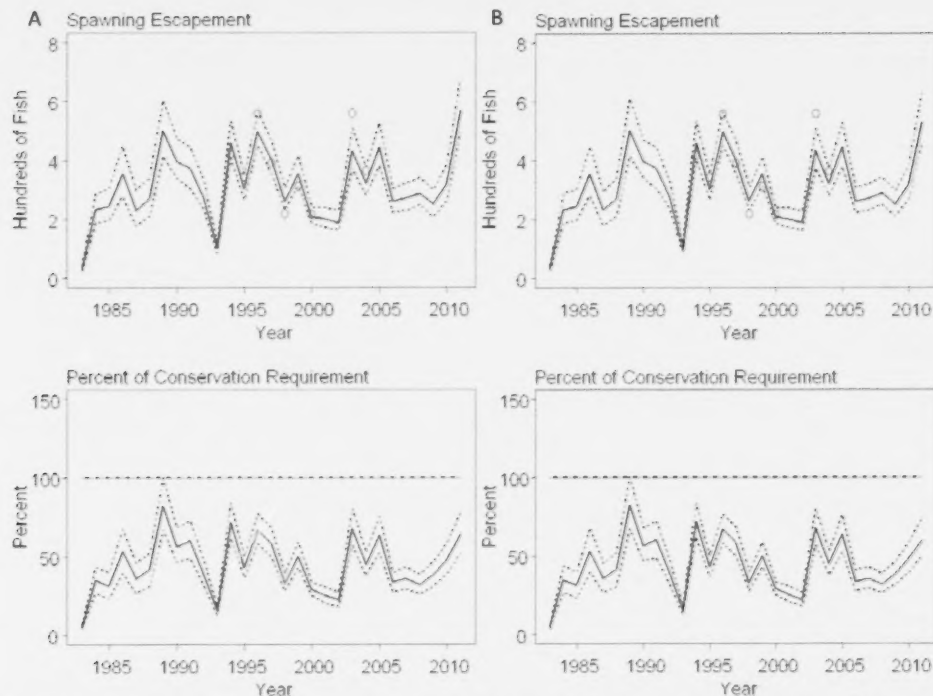 A Spawning Escapement
8
6
4
2
0
Hundreds of Fish
1985 1990 1995 2000 2005 2010
Year
B Spawning Escapement
8
6
4
2
0
Hundreds of Fish
1985 1990 1995 2000 2005 2010
Year
Percent of Conservation Requirement
150
100
50
0
Percent
1985 1990 1995 2000 2005 2010
Year
Percent of Conservation Requirement
150
100
50
0
Percent
1985 1990 1995 2000 2005 2010
Year